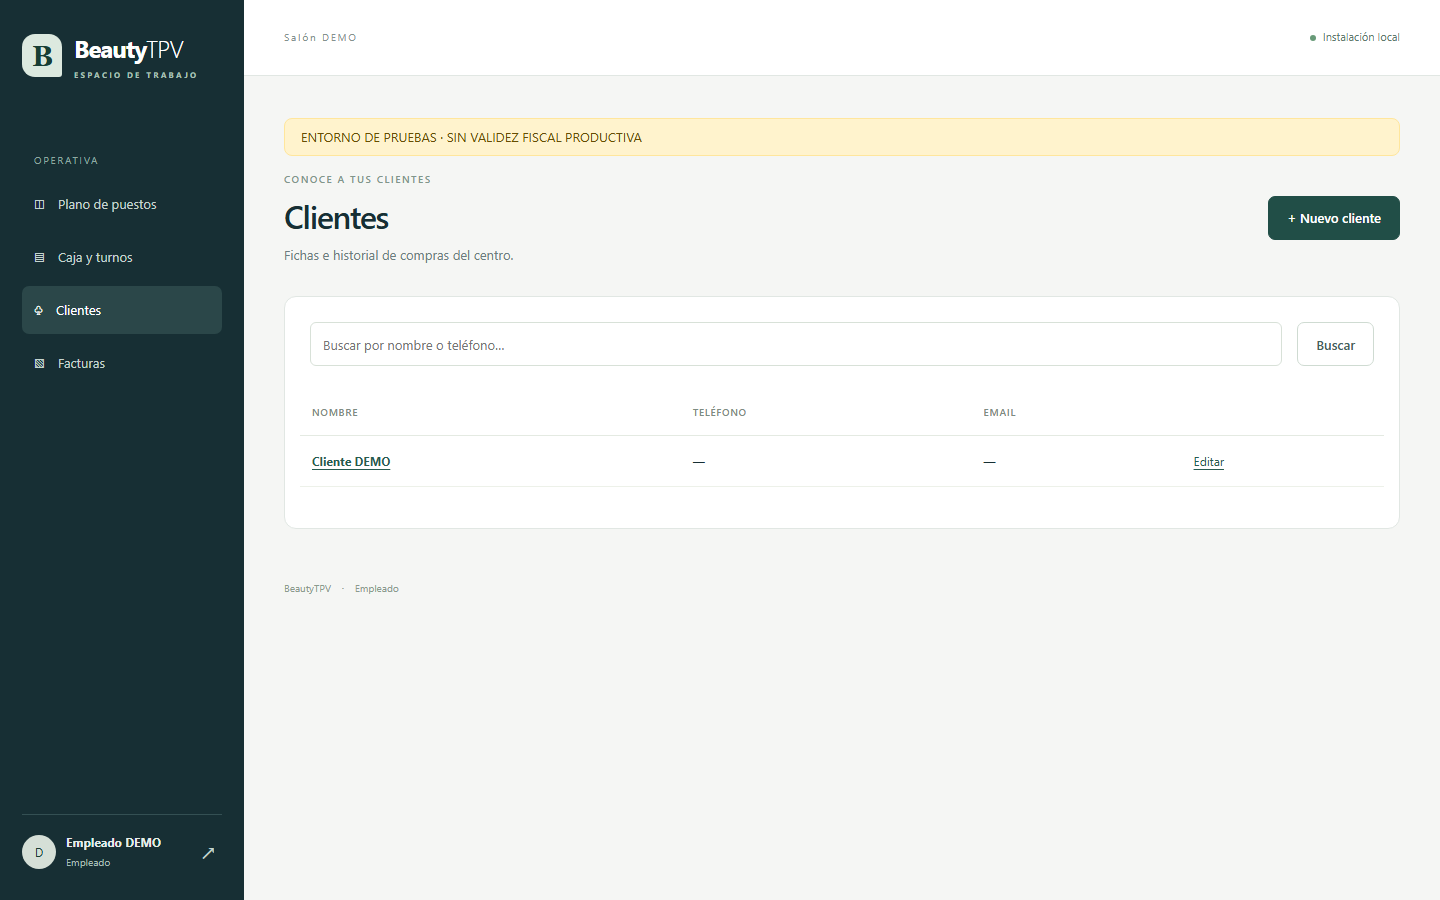 B
BeautyTPV
ESPACIO DE TRABAJO
OPERATIVA
Plano de puestos
Caja y turnos
Clientes
Facturas
D
Empleado DEMO
Empleado
Salón DEMO
Instalación local
ENTORNO DE PRUEBAS · SIN VALIDEZ FISCAL PRODUCTIVA
CONOCE A TUS CLIENTES
Clientes
+ Nuevo cliente
Fichas e historial de compras del centro.
Buscar por nombre o teléfono...
Buscar
NOMBRE TELÉFONO EMAIL
Cliente DEMO — — Editar
BeautyTPV · Empleado